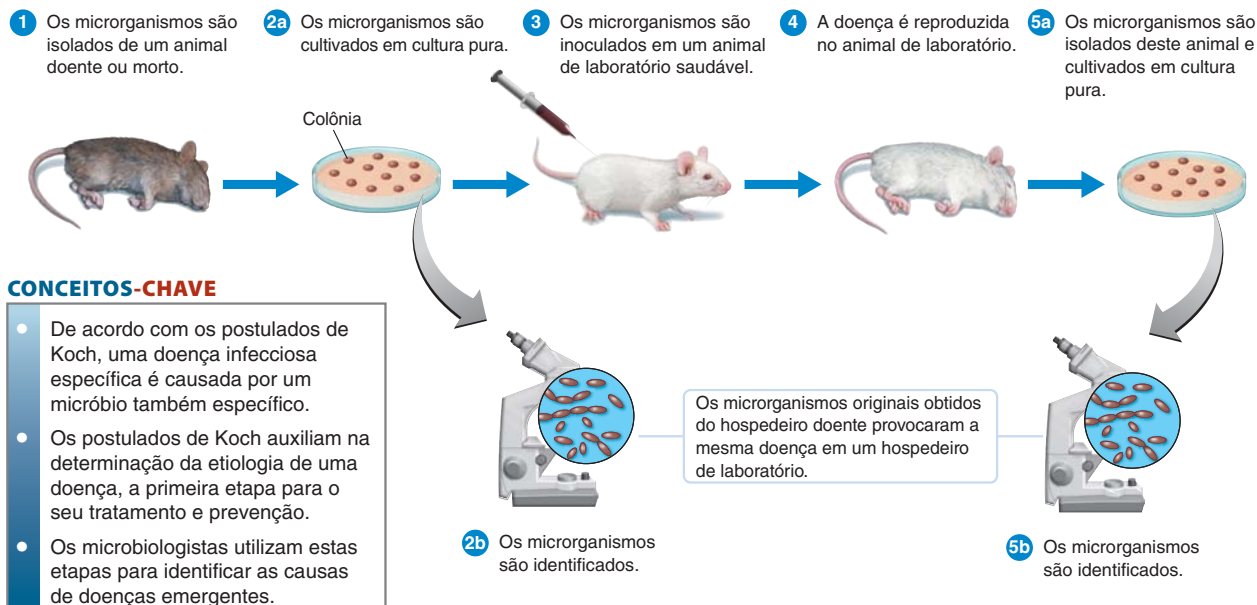 1 Os microrganismos são
isolados de um animal
doente ou morto.
2a Os microrganismos são
cultivados em cultura pura.
3 Os microrganismos são
inoculados em um animal
de laboratório saudável.
4 A doença é reproduzida
no animal de laboratório.
5a Os microrganismos são
isolados deste animal e
cultivados em cultura
pura.
Colônia
CONCEITOS-CHAVE
De acordo com os postulados de
Koch, uma doença infecciosa
específica é causada por um
micróbio também específico.
Os postulados de Koch auxiliam na
determinação da etiologia de uma
doença, a primeira etapa para o
seu tratamento e prevenção.
Os microbiologistas utilizam estas
etapas para identificar as causas
de doenças emergentes.
Os microrganismos originais obtidos
do hospedeiro doente provocaram a
mesma doença em um hospedeiro
de laboratório.
2b Os microrganismos
são identificados.
5b Os microrganismos
são identificados.